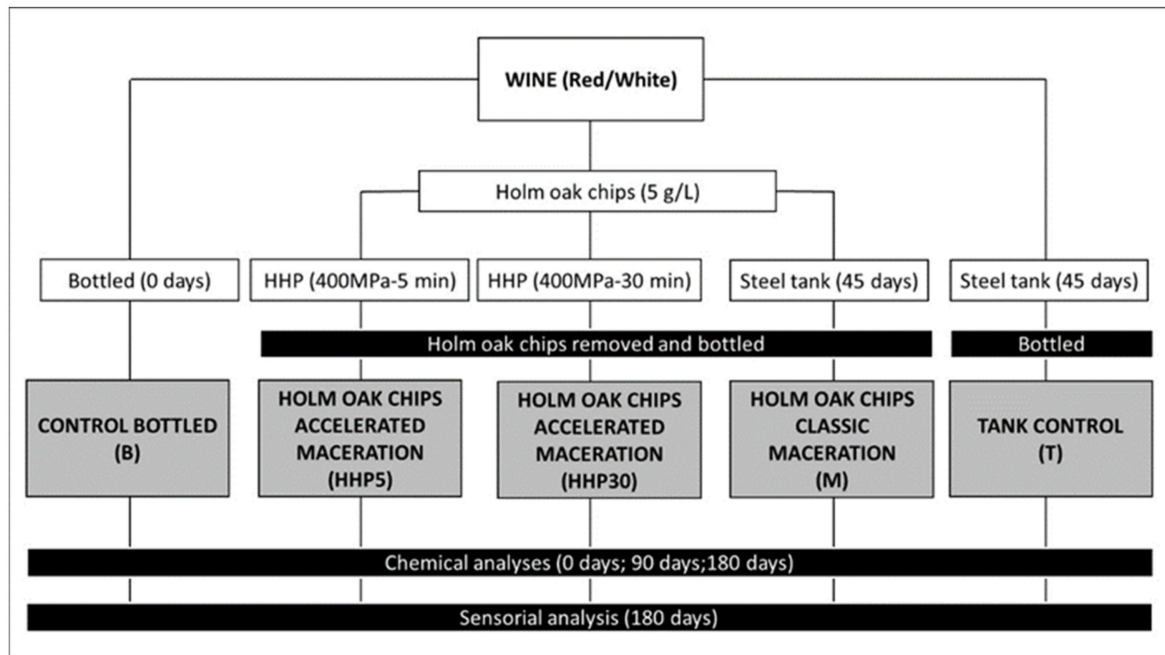 WINE (Red/White)
Holm oak chips (5 g/L)
Bottled (0 days)
HHP (400MPa-5 min)
HHP (400MPa-30 min)
Steel tank (45 days)
Steel tank (45 days)
Holm oak chips removed and bottled
Bottled
CONTROL BOTTLED
(B)
HOLM OAK CHIPS
ACCELERATED
MACERATION
(HHP5)
HOLM OAK CHIPS
ACCELERATED
MACERATION
(HHP30)
HOLM OAK CHIPS
CLASSIC
MACERATION
(M)
TANK CONTROL
(T)
Chemical analyses (0 days; 90 days;180 days)
Sensorial analysis (180 days)